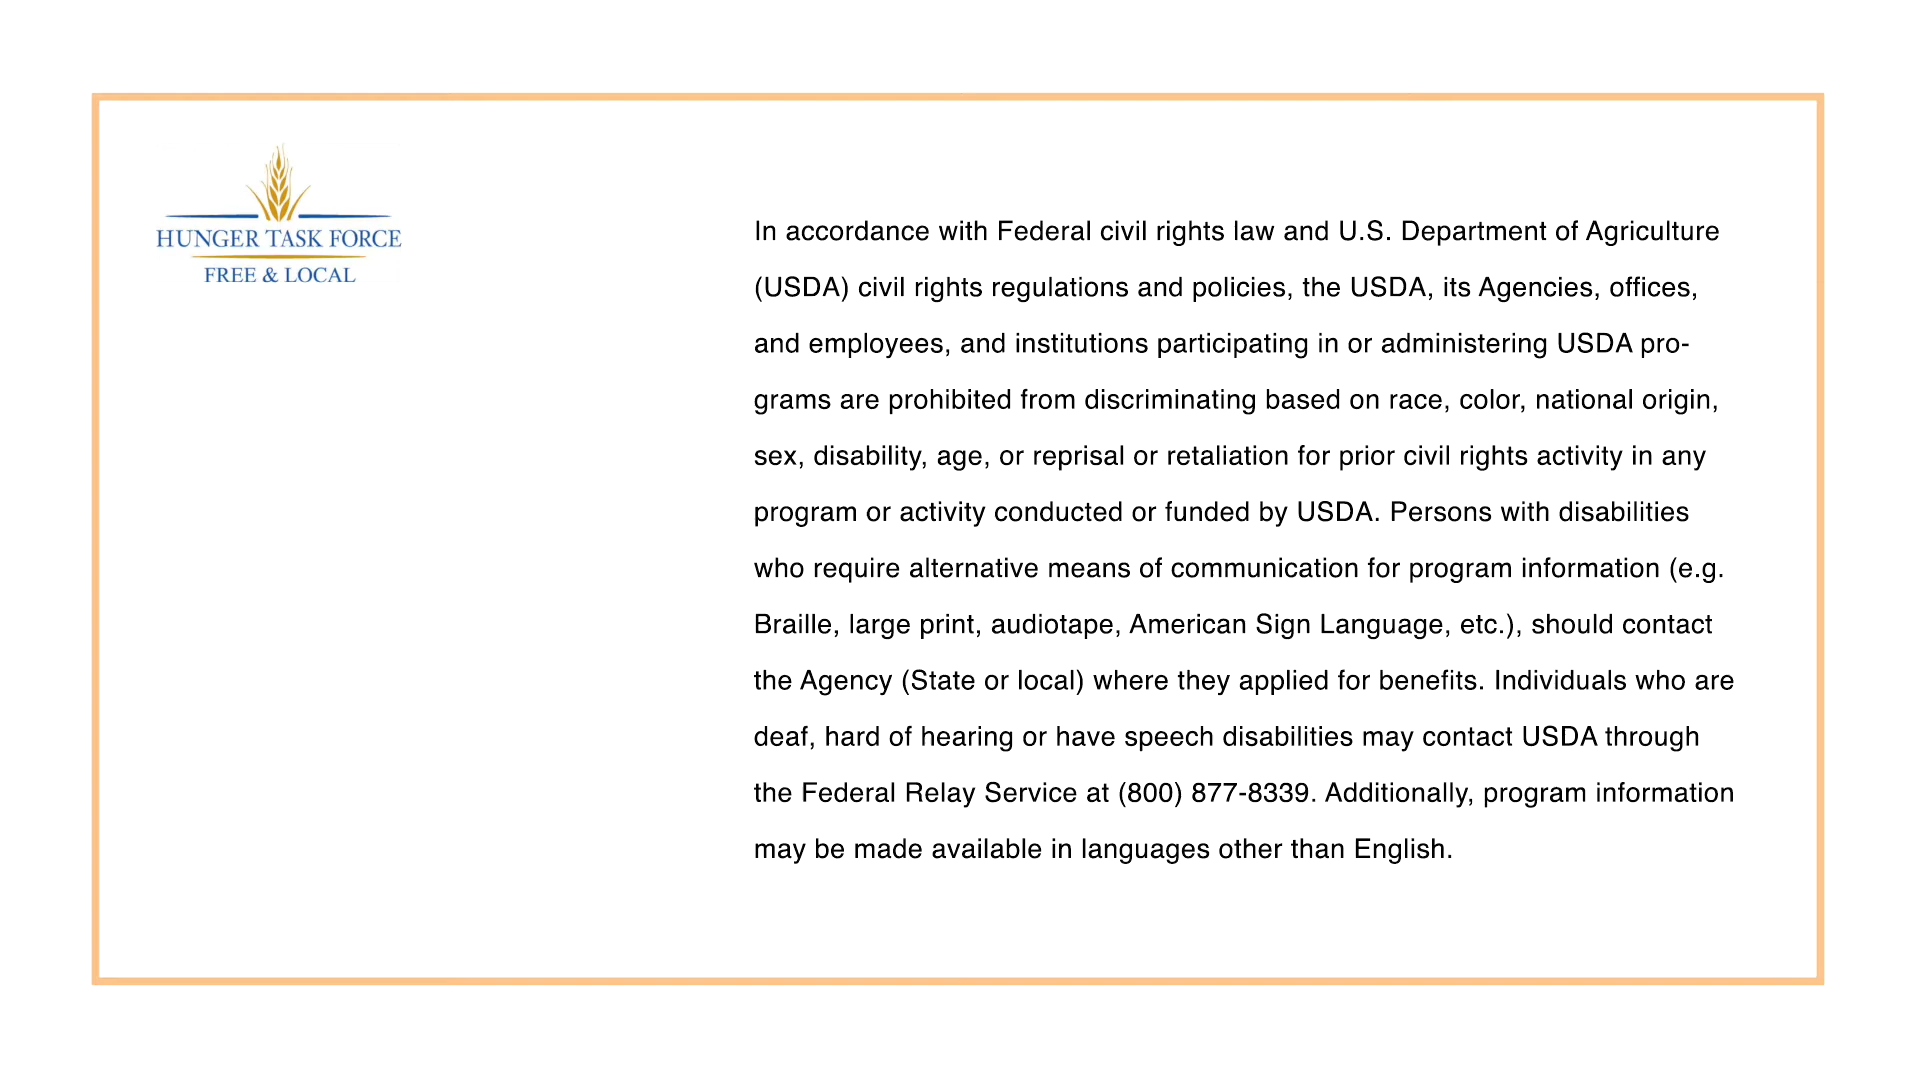 HUNGER TASK FORCE
FREE & LOCAL
In accordance with Federal civil rights law and U.S. Department of Agriculture
(USDA) civil rights regulations and policies, the USDA, its Agencies, offices,
and employees, and institutions participating in or administering USDA pro-
grams are prohibited from discriminating based on race, color, national origin,
sex, disability, age, or reprisal or retaliation for prior civil rights activity in any
program or activity conducted or funded by USDA. Persons with disabilities
who require alternative means of communication for program information (e.g.
Braille, large print, audiotape, American Sign Language, etc.), should contact
the Agency (State or local) where they applied for benefits. Individuals who are
deaf, hard of hearing or have speech disabilities may contact USDA through
the Federal Relay Service at (800) 877-8339. Additionally, program information
may be made available in languages other than English.